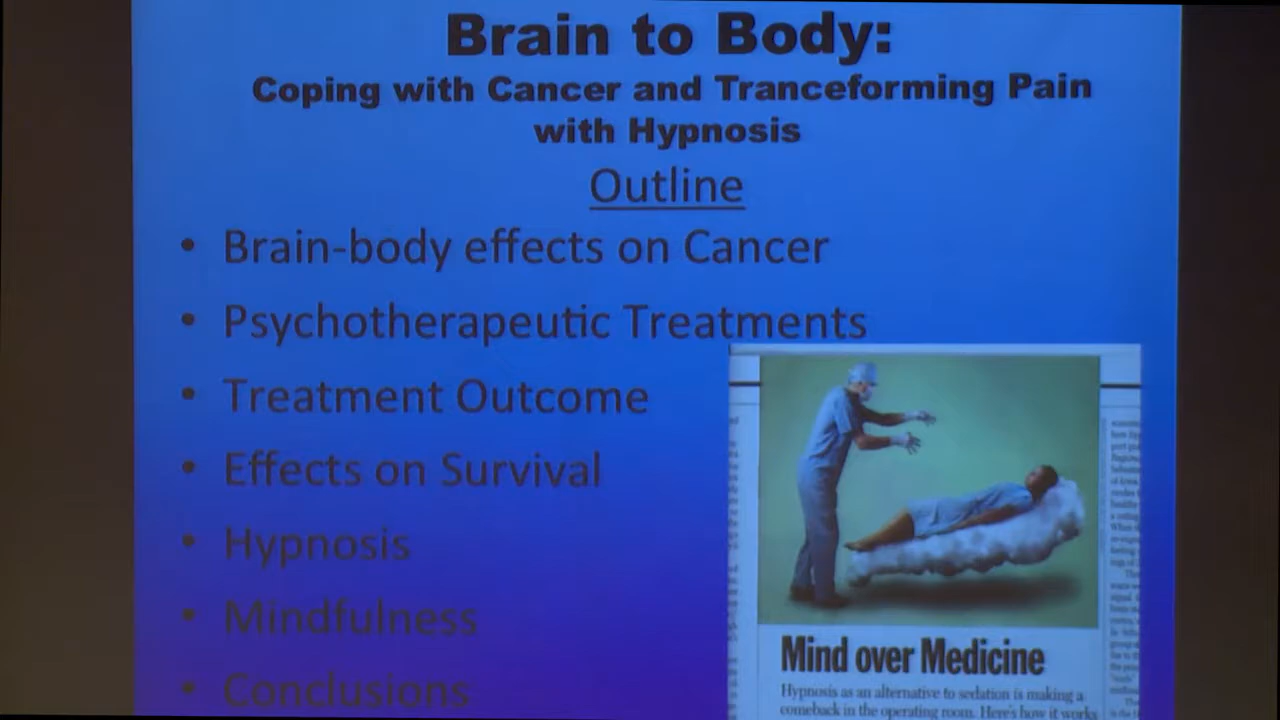 Brain to Body:
Coping with Cancer and Tranceforming Pain
with Hypnosis
Outline
• Brain-body effects on Cancer
• Psychotherapeutic Treatments
• Treatment Outcome
• Effects on Survival
• Hypnosis
• Mindfulness
• Conclusions
Mind over Medicine
Hypnosis as an alternative to sedation is making a
comeback in the operating room. Here's how it works